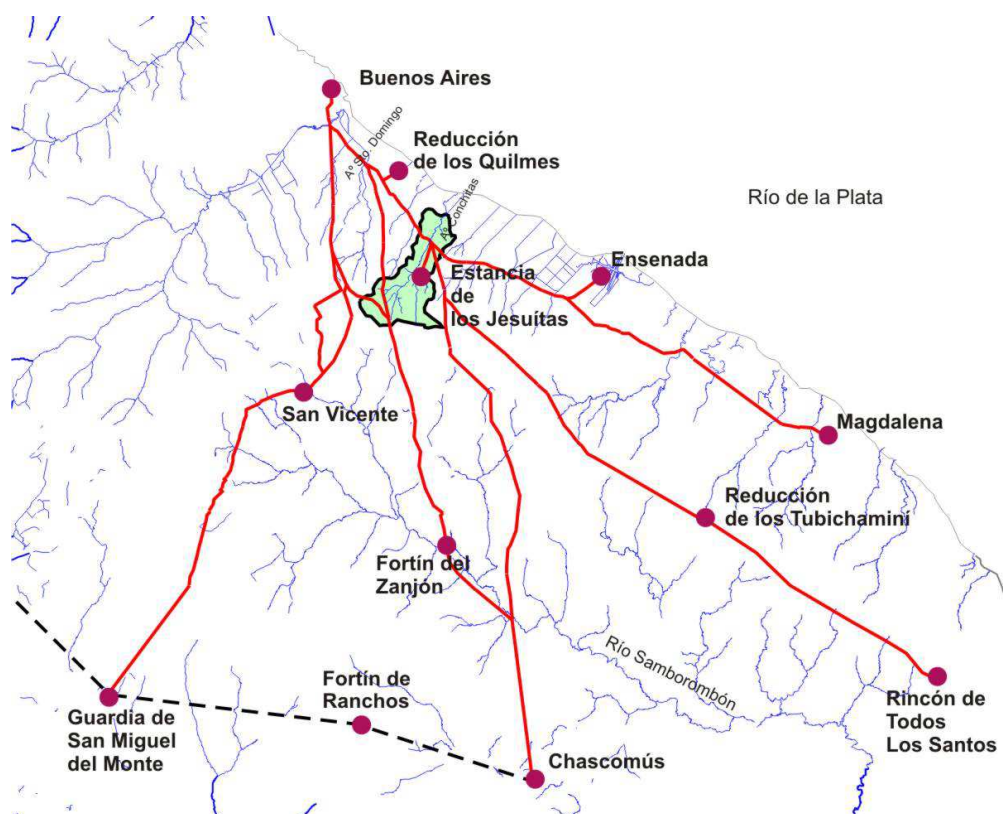 Buenos Aires
Aº Sto. Domingo
Reducción
de los Quilmes
Aº Conchitas
Río de la Plata
Ensenada
Estancia
de
los Jesuítas
San Vicente
Magdalena
Reducción
de los Tubichaminí
Fortín del
Zanjón
Río Samborombón
Fortín de
Ranchos
Rincón de
Todos
Los Santos
Guardia de
San Miguel
del Monte
Chascomús